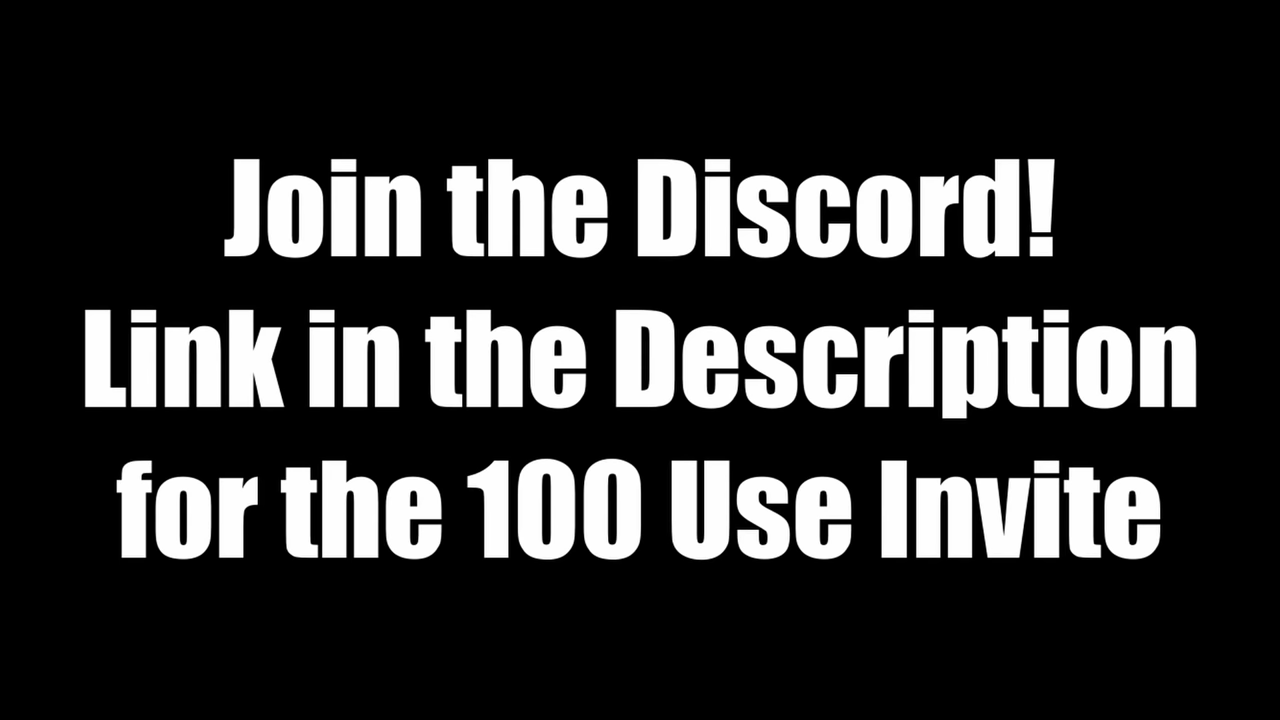 Join the Discord!
Link in the Description
for the 100 Use Invite